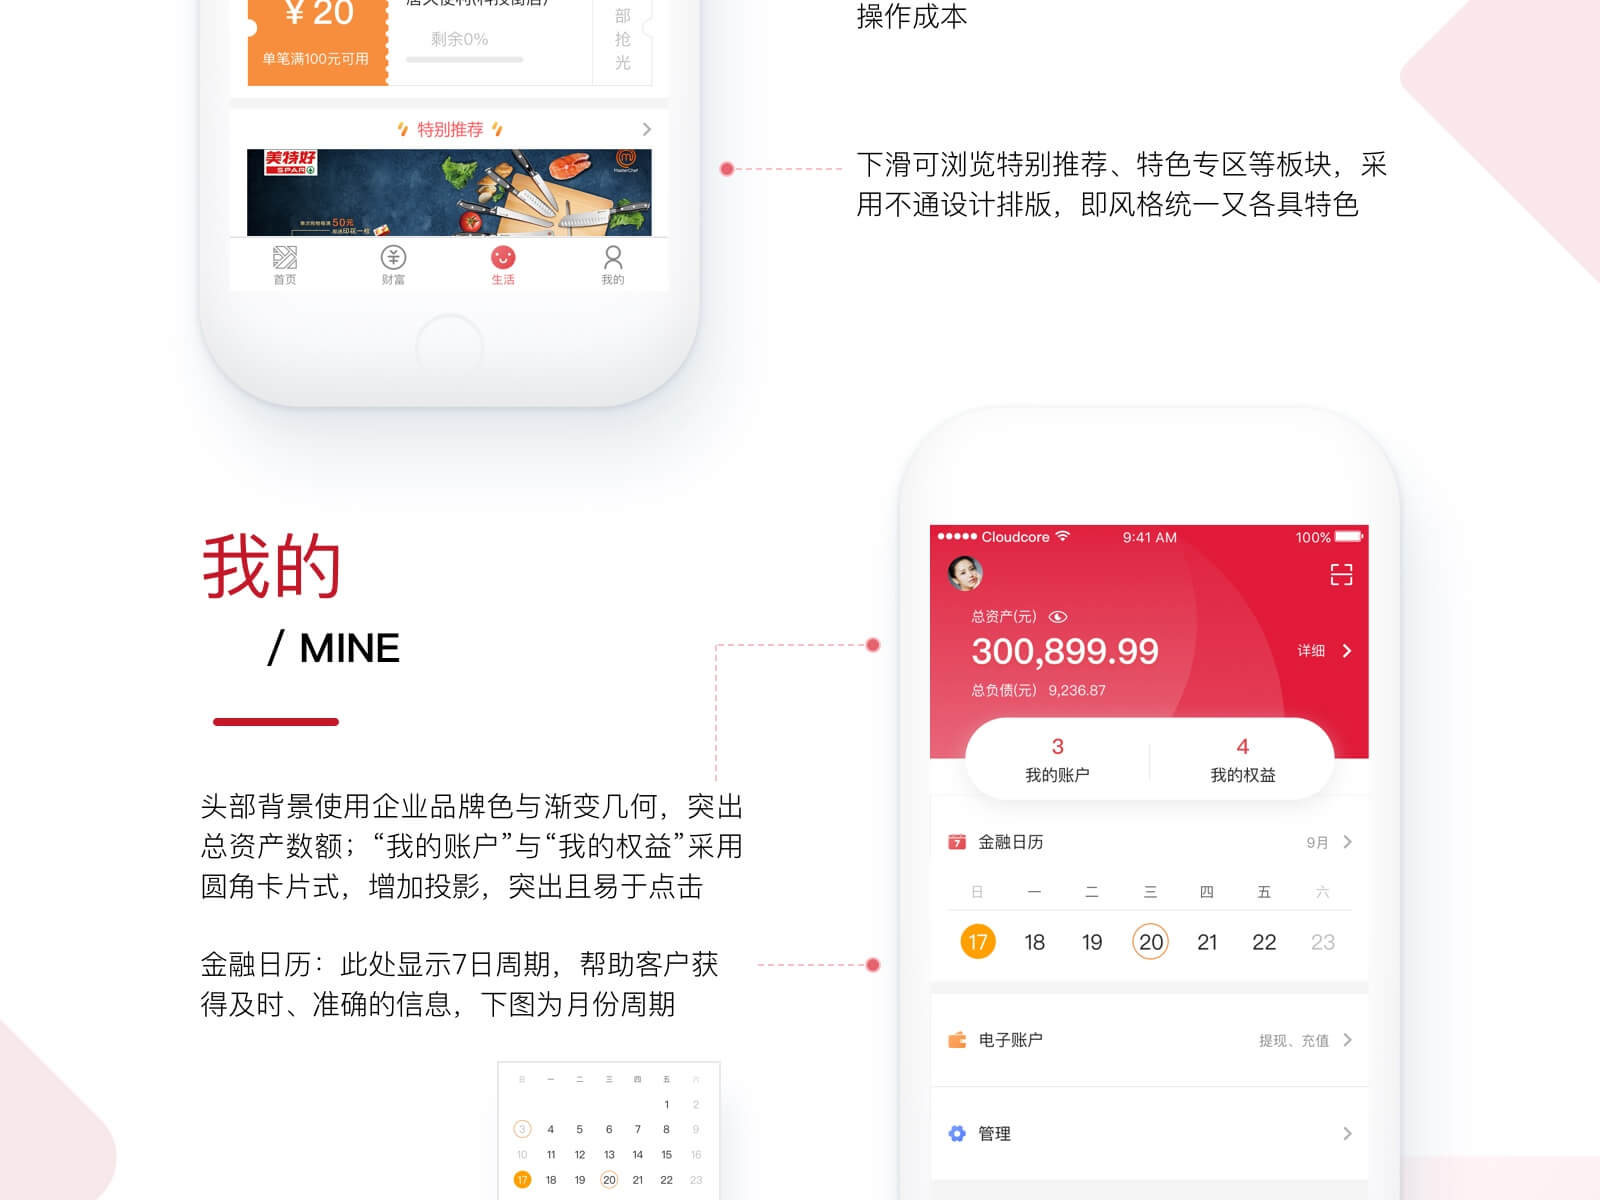 操作成本
¥20
剩余0%
单笔满100元可用
部
抢
光
特别推荐
美特好
SPAR
MasterChef
50元
首页
财富
生活
我的
下滑可浏览特别推荐、特色专区等板块，采
用不通设计排版，即风格统一又各具特色
我的
/ MINE
头部背景使用企业品牌色与渐变几何，突出
总资产数额；“我的账户”与“我的权益”采用
圆角卡片式，增加投影，突出且易于点击
金融日历：此处显示7日周期，帮助客户获
得及时、准确的信息，下图为月份周期
日 一 二 三 四 五 六
1 2
3 4 5 6 7 8 9
10 11 12 13 14 15 16
17 18 19 20 21 22 23
Cloudcore 9:41 AM 100%
总资产(元)
300,899.99
详细
总负债(元) 9,236.87
3 4
我的账户 我的权益
7 金融日历 9月
日 一 二 三 四 五 六
17 18 19 20 21 22 23
电子账户 提现、充值
管理